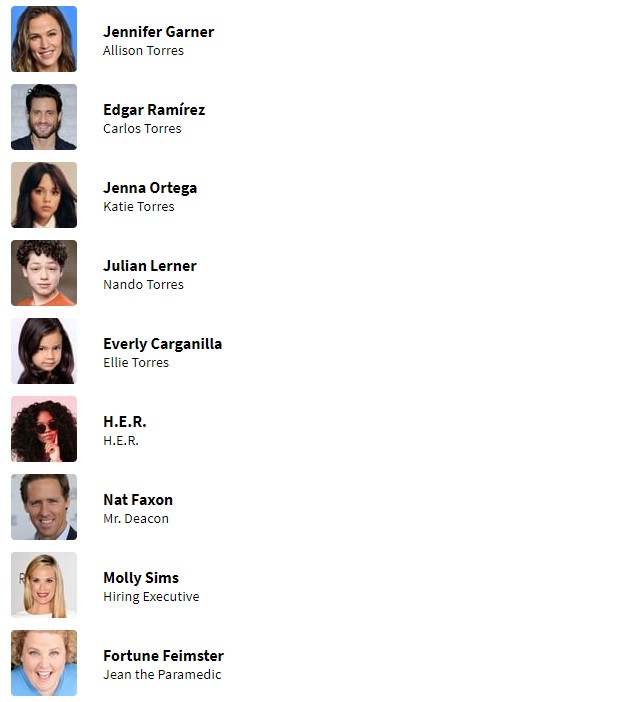 Jennifer Garner
Allison Torres
Edgar Ramírez
Carlos Torres
Jenna Ortega
Katie Torres
Julian Lerner
Nando Torres
Everly Carganilla
Ellie Torres
H.E.R.
H.E.R.
Nat Faxon
Mr. Deacon
Molly Sims
Hiring Executive
Fortune Feimster
Jean the Paramedic